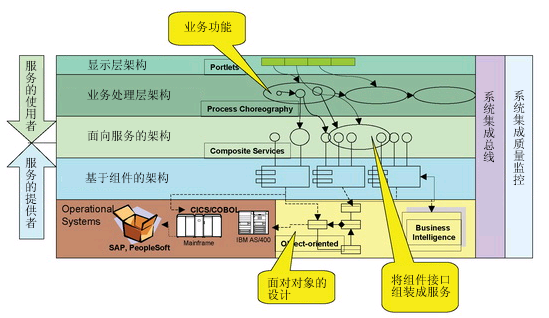 业务功能
显示层架构
Portlets
业务处理层架构
Process Choreography
面向服务的架构
Composite Services
基于组件的架构
服务的使用者
服务的提供者
系统集成总线
系统集成质量监控
Operational
Systems
CICS/COBOL
SAP, PeopleSoft
Mainframe
IBM AS/400
Object-oriented
Business
Intelligence
面对对象的
设计
将组件接口
组装成服务